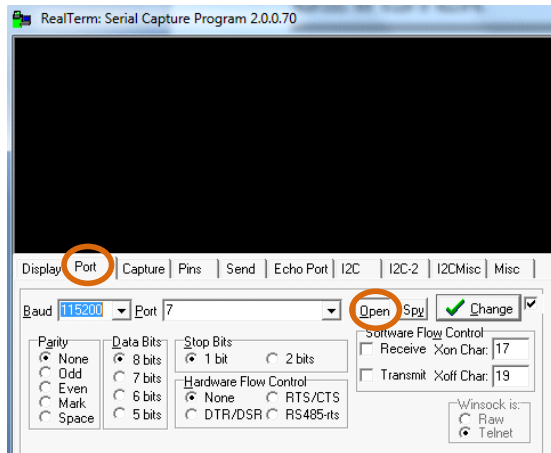 RealTerm: Serial Capture Program 2.0.0.70
Display Port Capture Pins Send Echo Port I2C I2C-2 I2CMisc Misc
Baud 115200 Port 7 Open Spy Change
Parity
None
Odd
Even
Mark
Space
Data Bits
8 bits
7 bits
6 bits
5 bits
Stop Bits
1 bit 2 bits
Hardware Flow Control
None RTS/CTS
DTR/DSR RS485-rts
Software Flow Control
Receive Xon Char: 17
Transmit Xoff Char: 19
Winsock is:
Raw
Telnet